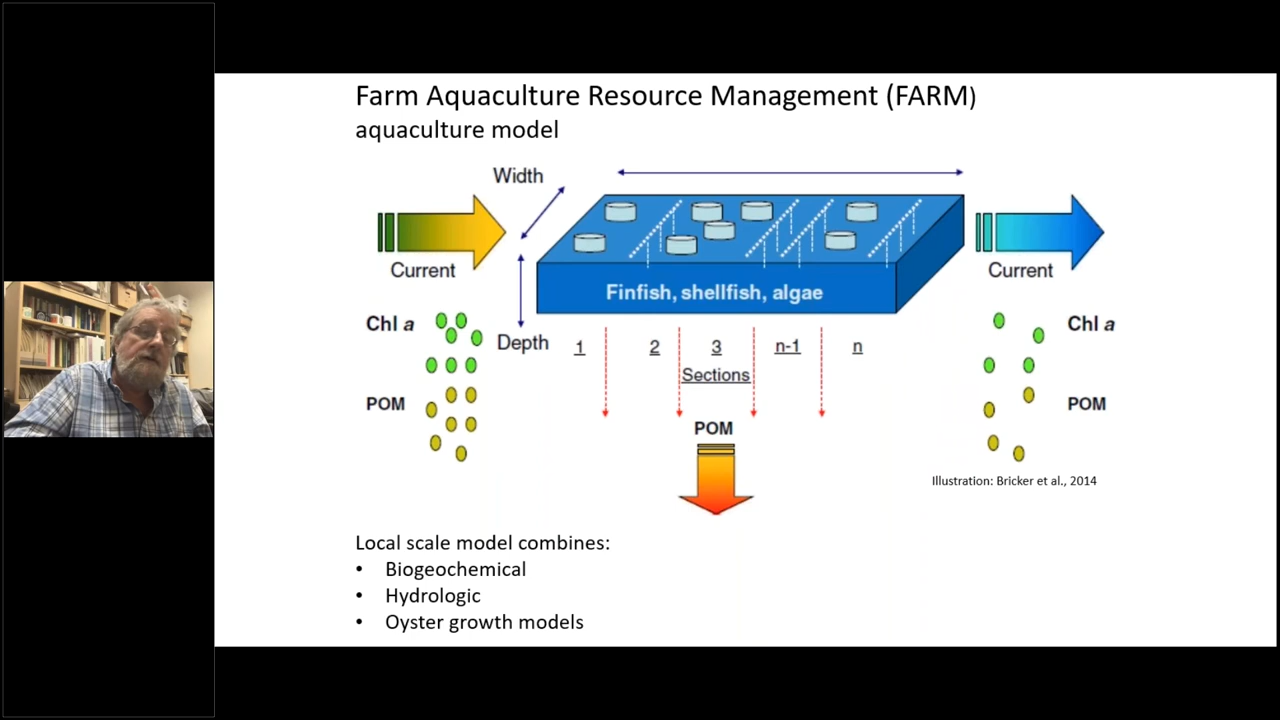 Farm Aquaculture Resource Management (FARM)
aquaculture model
Width
Current
Current
Finfish, shellfish, algae
Chl a
Chl a
Depth
1
2
3
n-1
n
Sections
POM
POM
POM
Illustration: Bricker et al., 2014
Local scale model combines:
• Biogeochemical
• Hydrologic
• Oyster growth models